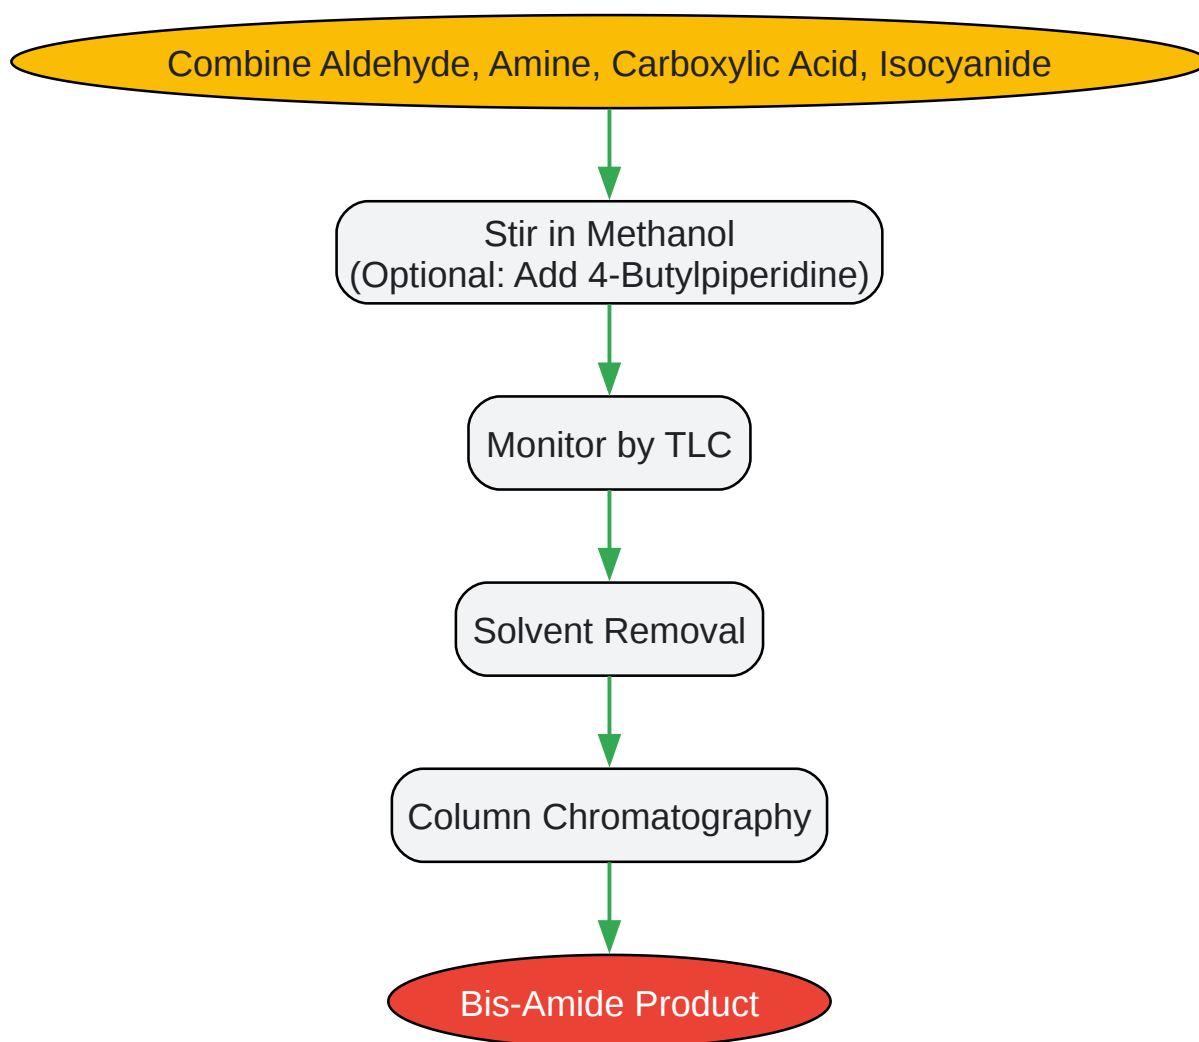 Combine Aldehyde, Amine, Carboxylic Acid, Isocyanide
Stir in Methanol
(Optional: Add 4-Butylpiperidine)
Monitor by TLC
Solvent Removal
Column Chromatography
Bis-Amide Product